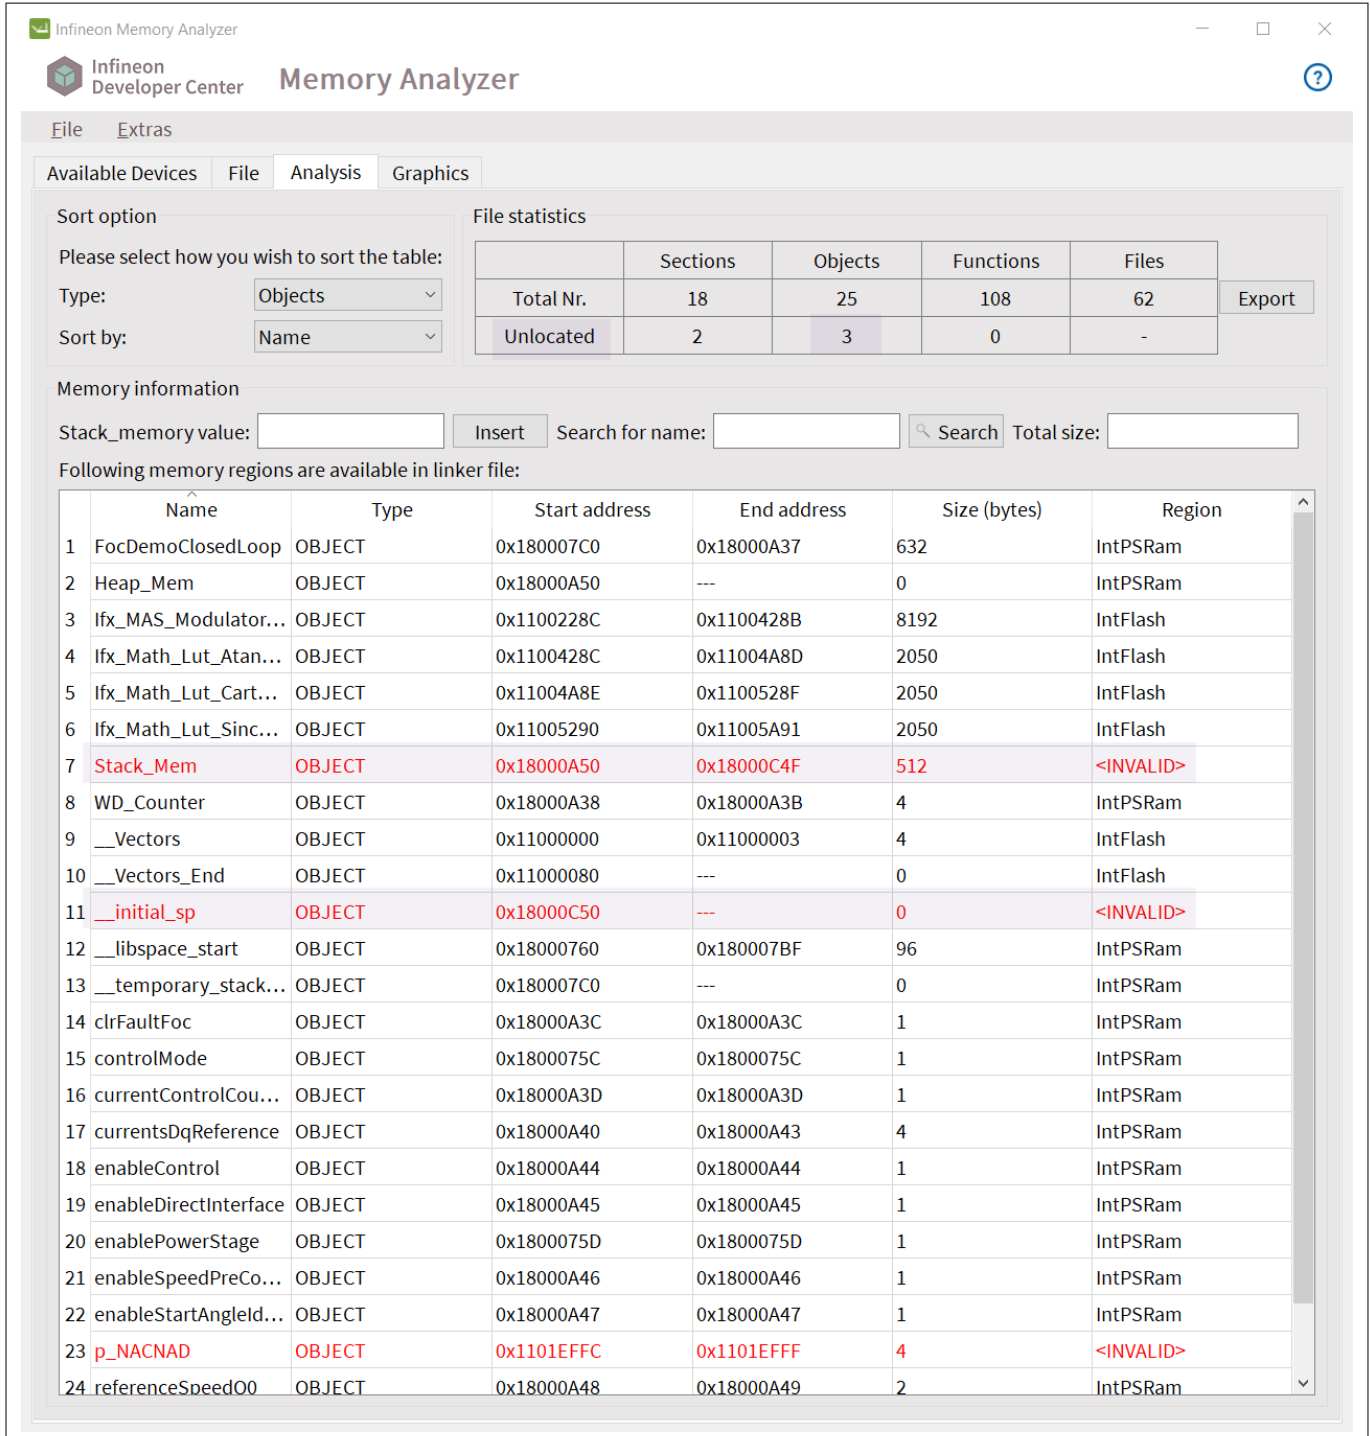 Infineon Memory Analyzer
Infineon
Developer Center
Memory Analyzer
?
File Extras
Available Devices File Analysis Graphics
Sort option
Please select how you wish to sort the table:
Type: Objects
Sort by: Name
File statistics
Sections Objects Functions Files
Total Nr. 18 25 108 62
Unlocated 2 3 0 -
Export
Memory information
Stack_memory value: Insert Search for name: Search Total size:
Following memory regions are available in linker file:
Name Type Start address End address Size (bytes) Region
1 FocDemoClosedLoop OBJECT 0x180007C0 0x18000A37 632 IntPSRam
2 Heap_Mem OBJECT 0x18000A50 --- 0 IntPSRam
3 Ifx_MAS_Modulator... OBJECT 0x1100228C 0x1100428B 8192 IntFlash
4 Ifx_Math_Lut_Atan... OBJECT 0x1100428C 0x11004A8D 2050 IntFlash
5 Ifx_Math_Lut_Cart... OBJECT 0x11004A8E 0x1100528F 2050 IntFlash
6 Ifx_Math_Lut_Sinc... OBJECT 0x11005290 0x11005A91 2050 IntFlash
7 Stack_Mem OBJECT 0x18000A50 0x18000C4F 512 <INVALID>
8 WD_Counter OBJECT 0x18000A38 0x18000A3B 4 IntPSRam
9 __Vectors OBJECT 0x11000000 0x11000003 4 IntFlash
10 __Vectors_End OBJECT 0x11000080 --- 0 IntFlash
11 __initial_sp OBJECT 0x18000C50 --- 0 <INVALID>
12 __libspace_start OBJECT 0x18000760 0x180007BF 96 IntPSRam
13 __temporary_stack... OBJECT 0x180007C0 --- 0 IntPSRam
14 clrFaultFoc OBJECT 0x18000A3C 0x18000A3C 1 IntPSRam
15 controlMode OBJECT 0x1800075C 0x1800075C 1 IntPSRam
16 currentControlCou... OBJECT 0x18000A3D 0x18000A3D 1 IntPSRam
17 currentsDqReference OBJECT 0x18000A40 0x18000A43 4 IntPSRam
18 enableControl OBJECT 0x18000A44 0x18000A44 1 IntPSRam
19 enableDirectInterface OBJECT 0x18000A45 0x18000A45 1 IntPSRam
20 enablePowerStage OBJECT 0x1800075D 0x1800075D 1 IntPSRam
21 enableSpeedPreCo... OBJECT 0x18000A46 0x18000A46 1 IntPSRam
22 enableStartAngleId... OBJECT 0x18000A47 0x18000A47 1 IntPSRam
23 p_NACNAD OBJECT 0x1101EFFC 0x1101EFFF 4 <INVALID>
24 referenceSpeedQ0 OBJECT 0x18000A48 0x18000A49 2 IntPSRam